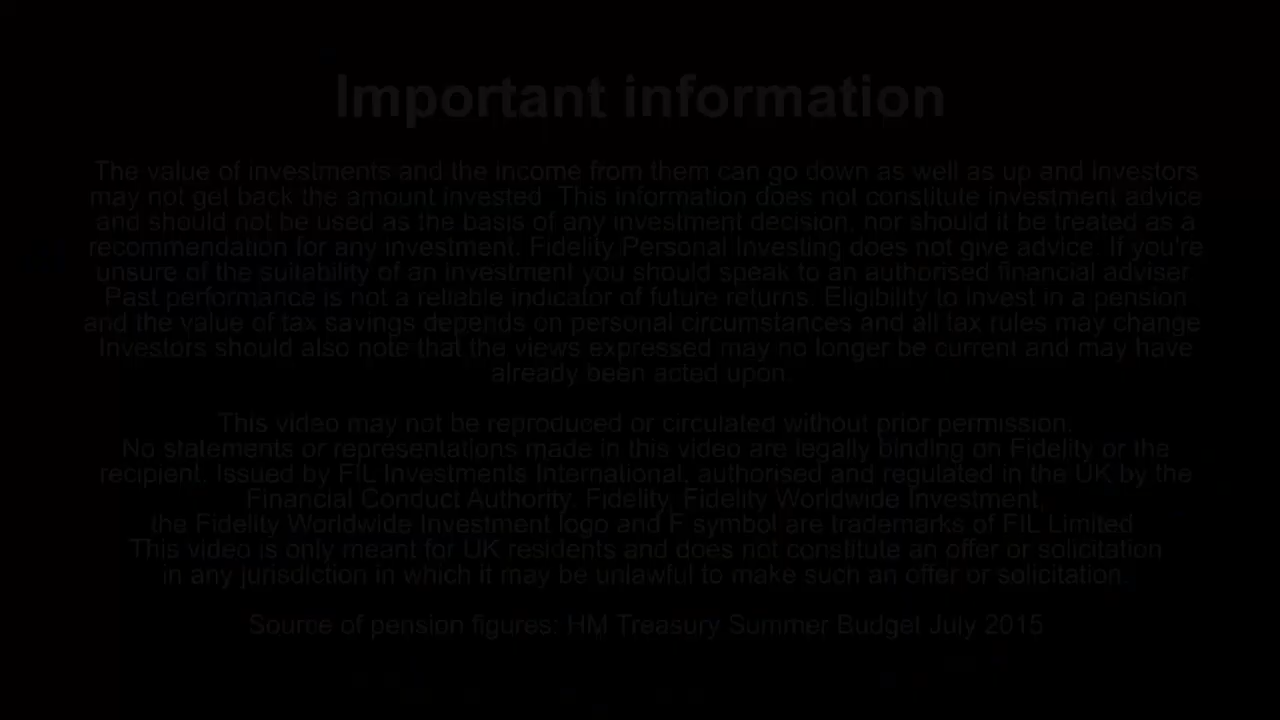 Important information
The value of investments and the income from them can go down as well as up and investors
may not get back the amount invested. This information does not constitute investment advice
and should not be used as the basis of any investment decision, nor should it be treated as a
recommendation for any investment. Fidelity Personal Investing does not give advice. If you're
unsure of the suitability of an investment you should speak to an authorised financial adviser.
Past performance is not a reliable indicator of future returns. Eligibility to invest in a pension
and the value of tax savings depends on personal circumstances and all tax rules may change.
Investors should also note that the views expressed may no longer be current and may have
already been acted upon.
This video may not be reproduced or circulated without prior permission.
No statements or representations made in this video are legally binding on Fidelity or the
recipient. Issued by FIL Investments International, authorised and regulated in the UK by the
Financial Conduct Authority. Fidelity, Fidelity Worldwide Investment,
the Fidelity Worldwide Investment logo and F symbol are trademarks of FIL Limited.
This video is only meant for UK residents and does not constitute an offer or solicitation
in any jurisdiction in which it may be unlawful to make such an offer or solicitation.
Source of pension figures: HM Treasury Summer Budget July 2015